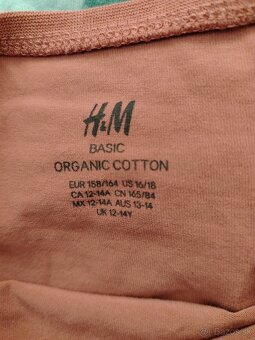 H&M
BASIC
ORGANIC COTTON
EUR 158/164 US 16/18
CA 12-14A CN 165/84
MX 12-14A AUS 13-14
UK 12-14Y